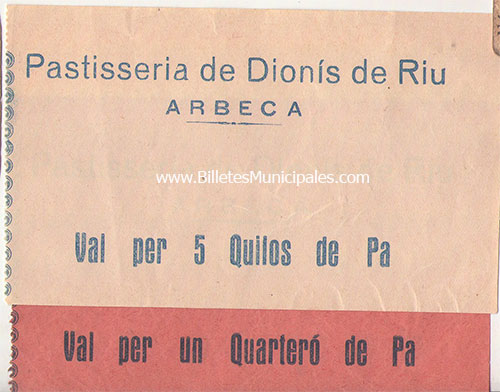 Pastisseria de Dionís de Riu
ARBECA
www.BilletesMunicipales.com
Val per 5 Quilos de Pa
Val per un Quarteró de Pa